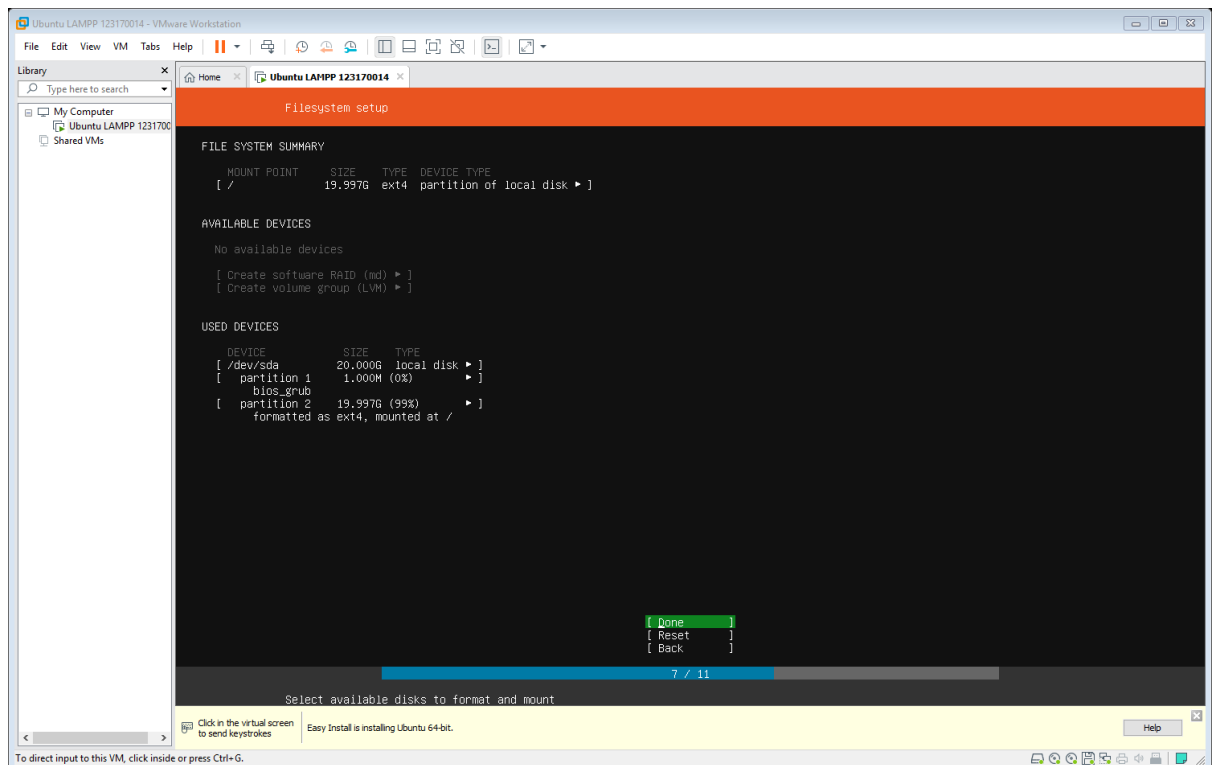 Ubuntu LAMPP 123170014 - VMware Workstation
File Edit View VM Tabs Help
Library
Type here to search
My Computer
Ubuntu LAMPP 1231700
Shared VMs
Home
Ubuntu LAMPP 123170014
Filesystem setup
FILE SYSTEM SUMMARY
MOUNT POINT SIZE TYPE DEVICE TYPE
[ / 19.997G ext4 partition of local disk ▸ ]
AVAILABLE DEVICES
No available devices
[ Create software RAID (md) ▸ ]
[ Create volume group (LVM) ▸ ]
USED DEVICES
DEVICE SIZE TYPE
[ /dev/sda 20.000G local disk ▸ ]
[ partition 1 1.000M (0%) ▸ ]
bios_grub
[ partition 2 19.997G (99%) ▸ ]
formatted as ext4, mounted at /
[ Done ]
[ Reset ]
[ Back ]
7 / 11
Select available disks to format and mount
Click in the virtual screen
to send keystrokes
Easy Install is installing Ubuntu 64-bit.
Help
To direct input to this VM, click inside or press Ctrl+G.